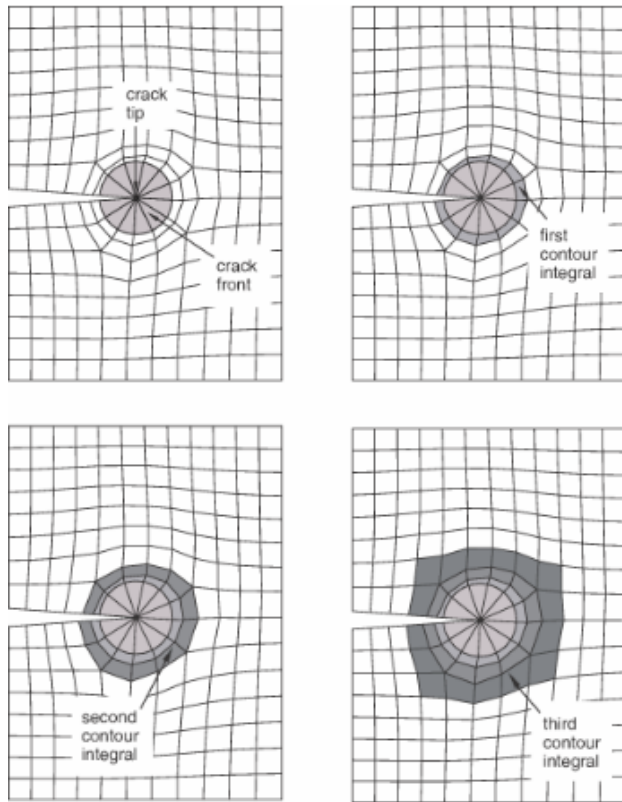 crack
tip
crack
front
first
contour
integral
second
contour
integral
third
contour
integral